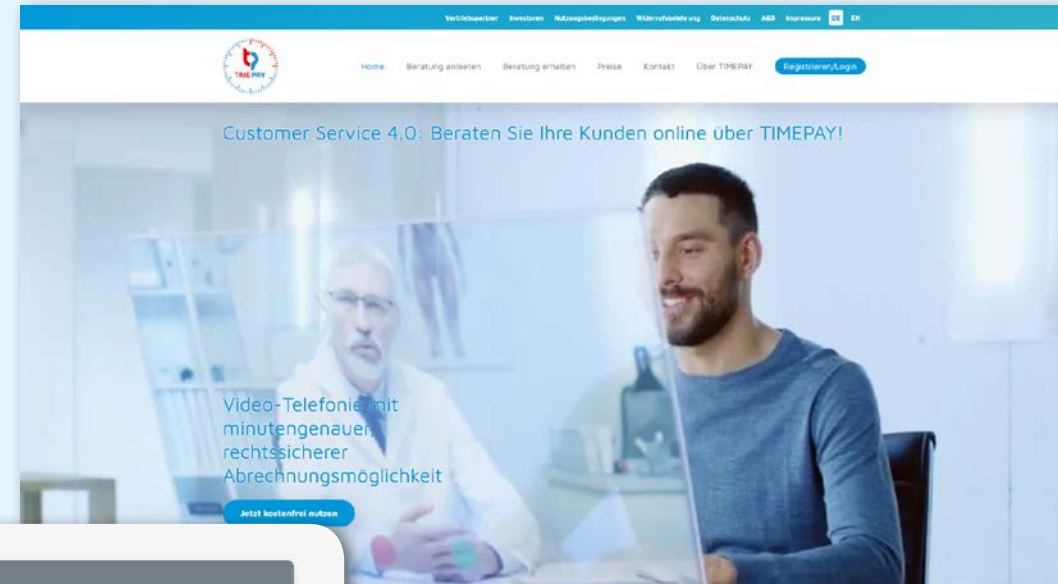 Vertriebspartner Investoren Nutzungsbedingungen Widerrufsbelehrung Datenschutz AGB Impressum DE EN
TIMEPAY
Home Beratung anbieten Beratung erhalten Preise Kontakt Über TIMEPAY Registrieren/Login
Customer Service 4.0: Beraten Sie Ihre Kunden online über TIMEPAY!
Video-Telefonie mit
minutengenauer,
rechtssicherer
Abrechnungsmöglichkeit
Jetzt kostenfrei nutzen